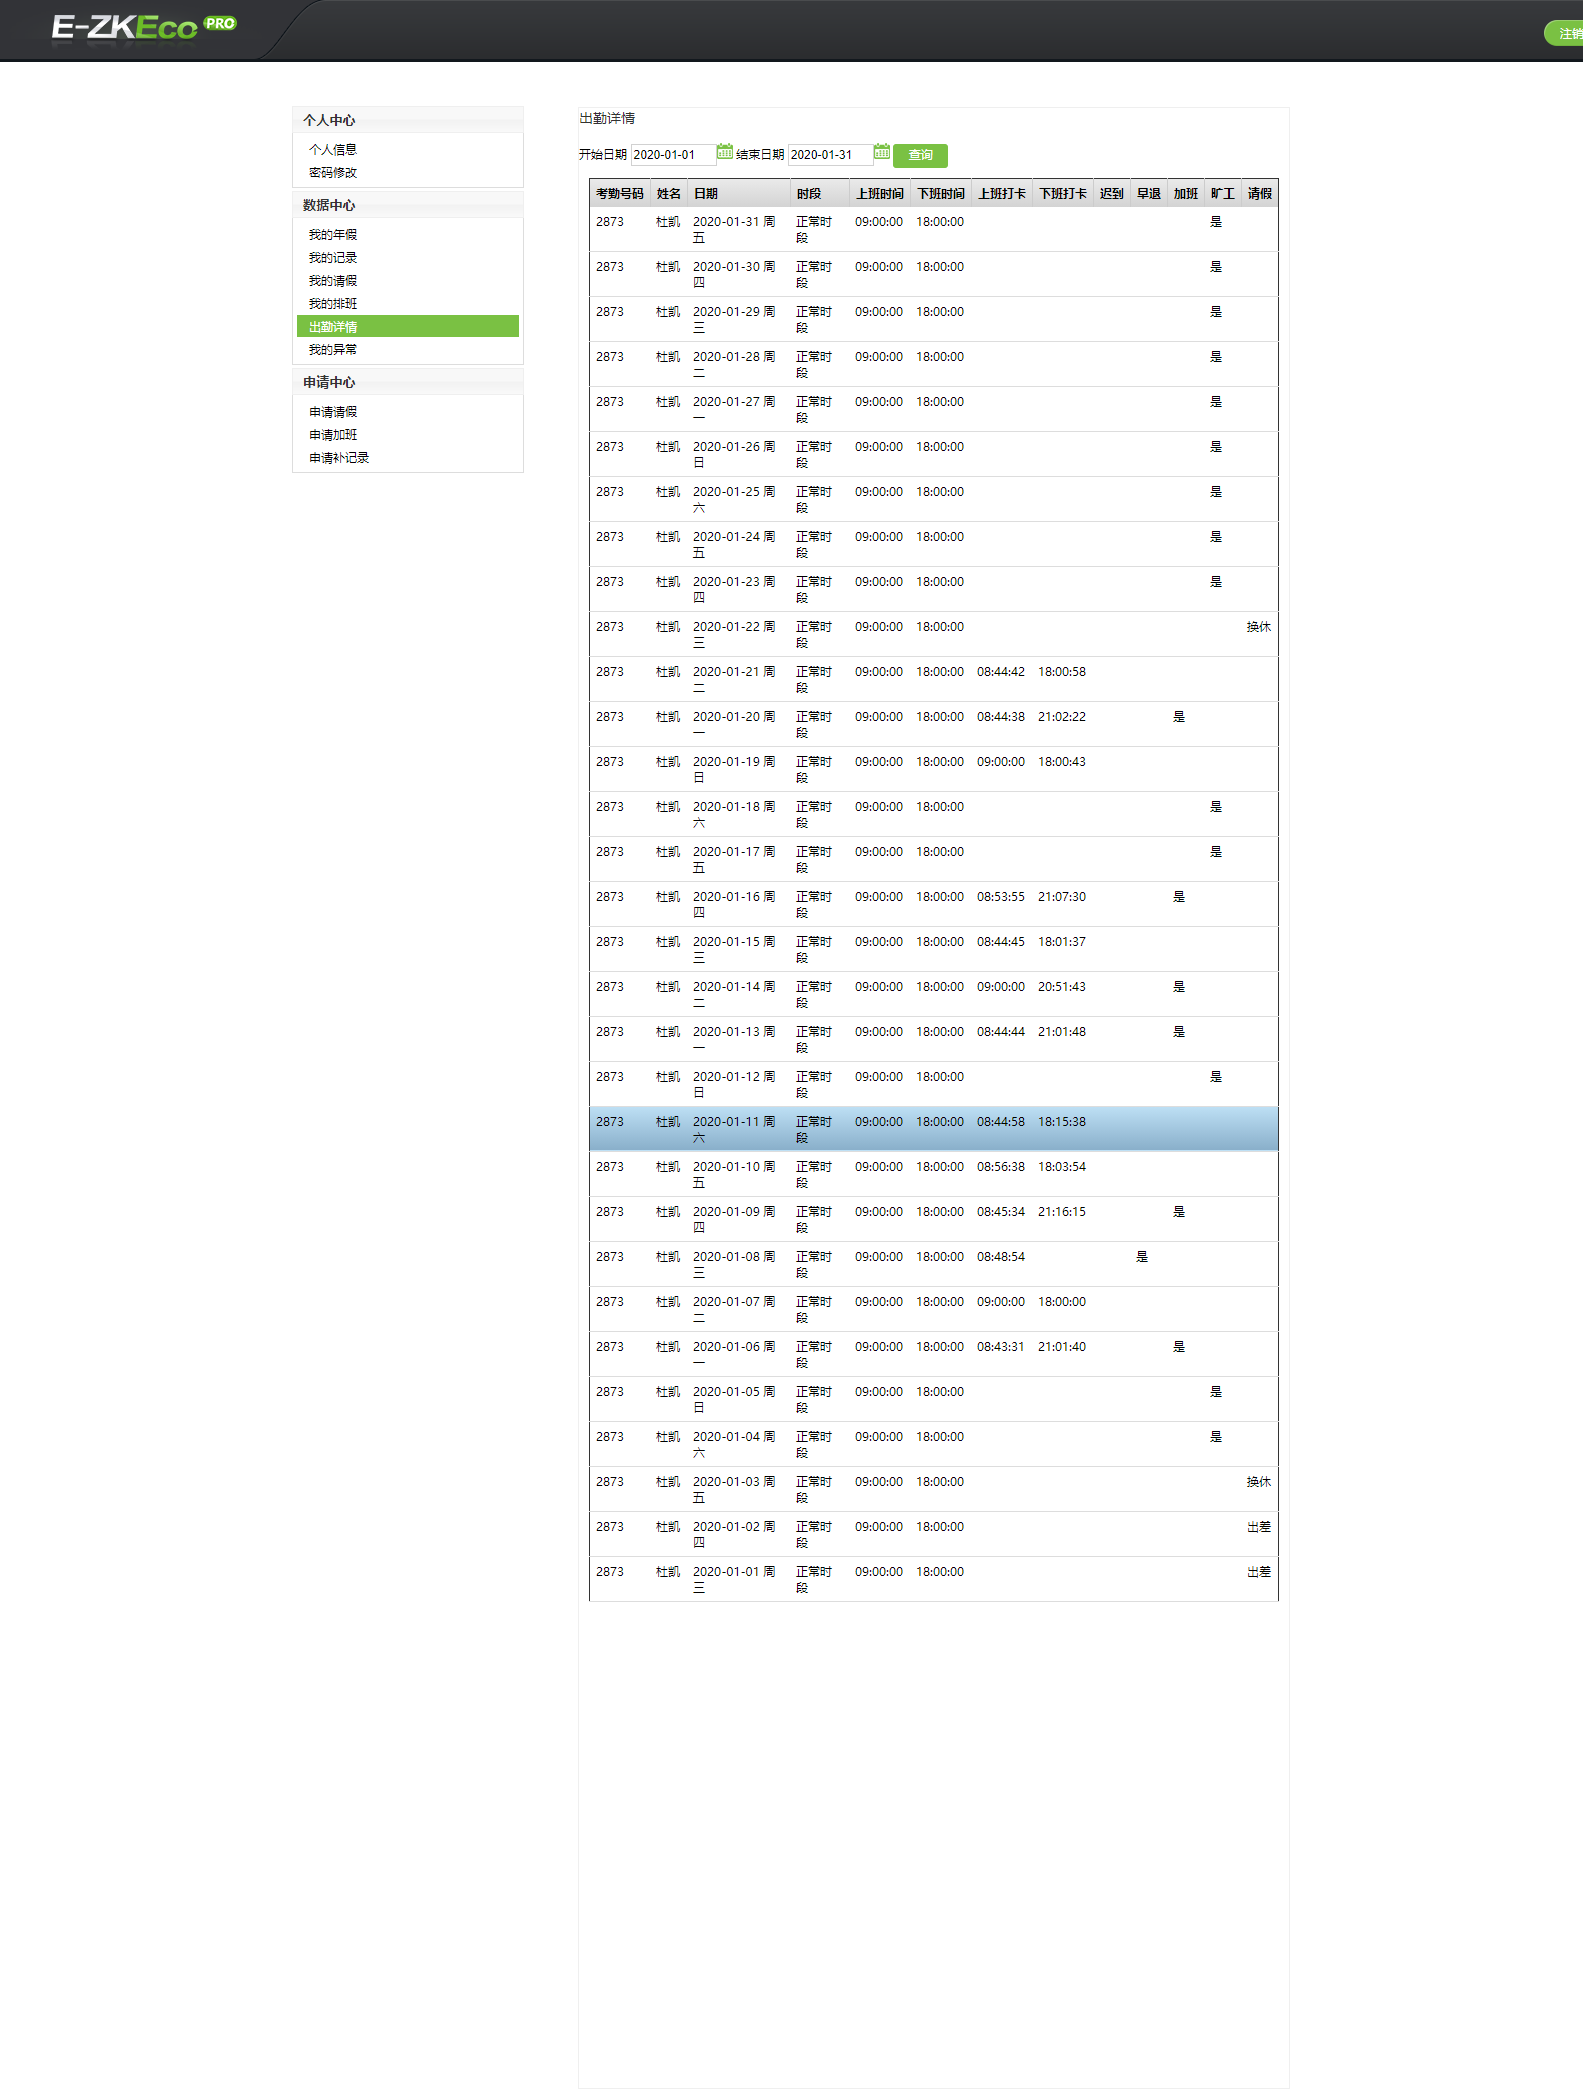 E-ZKEco PRO
注销
个人中心
个人信息
密码修改
数据中心
我的年假
我的记录
我的请假
我的排班
出勤详情
我的异常
申请中心
申请请假
申请加班
申请补记录
出勤详情
开始日期 2020-01-01 结束日期 2020-01-31 查询
考勤号码 姓名 日期 时段 上班时间 下班时间 上班打卡 下班打卡 迟到 早退 加班 旷工 请假
2873 杜凯 2020-01-31 周 正常时 09:00:00 18:00:00 是
五 段
2873 杜凯 2020-01-30 周 正常时 09:00:00 18:00:00 是
四 段
2873 杜凯 2020-01-29 周 正常时 09:00:00 18:00:00 是
三 段
2873 杜凯 2020-01-28 周 正常时 09:00:00 18:00:00 是
二 段
2873 杜凯 2020-01-27 周 正常时 09:00:00 18:00:00 是
一 段
2873 杜凯 2020-01-26 周 正常时 09:00:00 18:00:00 是
日 段
2873 杜凯 2020-01-25 周 正常时 09:00:00 18:00:00 是
六 段
2873 杜凯 2020-01-24 周 正常时 09:00:00 18:00:00 是
五 段
2873 杜凯 2020-01-23 周 正常时 09:00:00 18:00:00 是
四 段
2873 杜凯 2020-01-22 周 正常时 09:00:00 18:00:00 换休
三 段
2873 杜凯 2020-01-21 周 正常时 09:00:00 18:00:00 08:44:42 18:00:58
二 段
2873 杜凯 2020-01-20 周 正常时 09:00:00 18:00:00 08:44:38 21:02:22 是
一 段
2873 杜凯 2020-01-19 周 正常时 09:00:00 18:00:00 09:00:00 18:00:43
日 段
2873 杜凯 2020-01-18 周 正常时 09:00:00 18:00:00 是
六 段
2873 杜凯 2020-01-17 周 正常时 09:00:00 18:00:00 是
五 段
2873 杜凯 2020-01-16 周 正常时 09:00:00 18:00:00 08:53:55 21:07:30 是
四 段
2873 杜凯 2020-01-15 周 正常时 09:00:00 18:00:00 08:44:45 18:01:37
三 段
2873 杜凯 2020-01-14 周 正常时 09:00:00 18:00:00 09:00:00 20:51:43 是
二 段
2873 杜凯 2020-01-13 周 正常时 09:00:00 18:00:00 08:44:44 21:01:48 是
一 段
2873 杜凯 2020-01-12 周 正常时 09:00:00 18:00:00 是
日 段
2873 杜凯 2020-01-11 周 正常时 09:00:00 18:00:00 08:44:58 18:15:38
六 段
2873 杜凯 2020-01-10 周 正常时 09:00:00 18:00:00 08:56:38 18:03:54
五 段
2873 杜凯 2020-01-09 周 正常时 09:00:00 18:00:00 08:45:34 21:16:15 是
四 段
2873 杜凯 2020-01-08 周 正常时 09:00:00 18:00:00 08:48:54 是
三 段
2873 杜凯 2020-01-07 周 正常时 09:00:00 18:00:00 09:00:00 18:00:00
二 段
2873 杜凯 2020-01-06 周 正常时 09:00:00 18:00:00 08:43:31 21:01:40 是
一 段
2873 杜凯 2020-01-05 周 正常时 09:00:00 18:00:00 是
日 段
2873 杜凯 2020-01-04 周 正常时 09:00:00 18:00:00 是
六 段
2873 杜凯 2020-01-03 周 正常时 09:00:00 18:00:00 换休
五 段
2873 杜凯 2020-01-02 周 正常时 09:00:00 18:00:00 出差
四 段
2873 杜凯 2020-01-01 周 正常时 09:00:00 18:00:00 出差
三 段